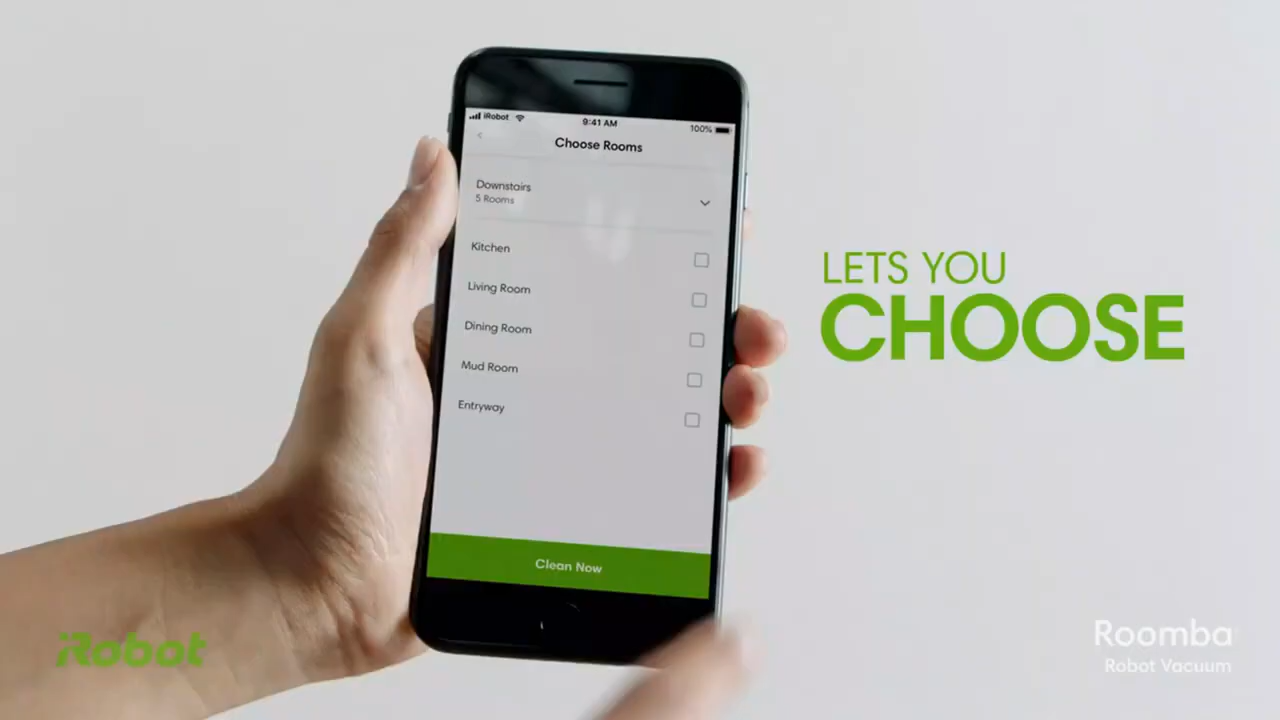 iRobot
9:41 AM
100%
Choose Rooms
Downstairs
5 Rooms
Kitchen
Living Room
Dining Room
Mud Room
Entryway
Clean Now
LETS YOU
CHOOSE
iRobot
Roomba
Robot Vacuum